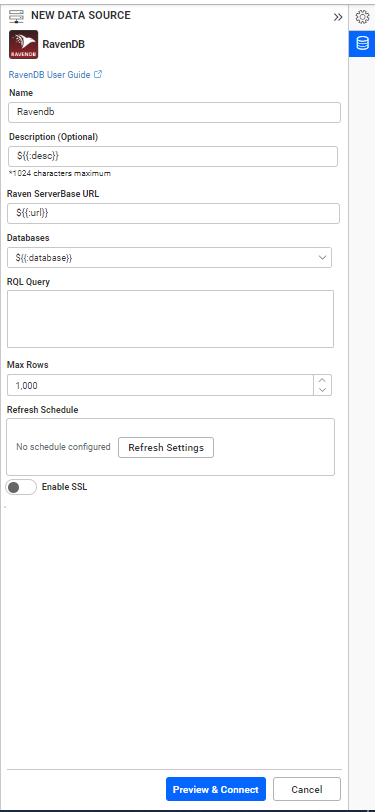 NEW DATA SOURCE
RAVENDB
RavenDB
RavenDB User Guide
Name
Ravendb
Description (Optional)
${{:desc}}
*1024 characters maximum
Raven ServerBase URL
${{:url}}
Databases
${{:database}}
RQL Query
Max Rows
1,000
Refresh Schedule
No schedule configured
Refresh Settings
Enable SSL
Preview & Connect
Cancel